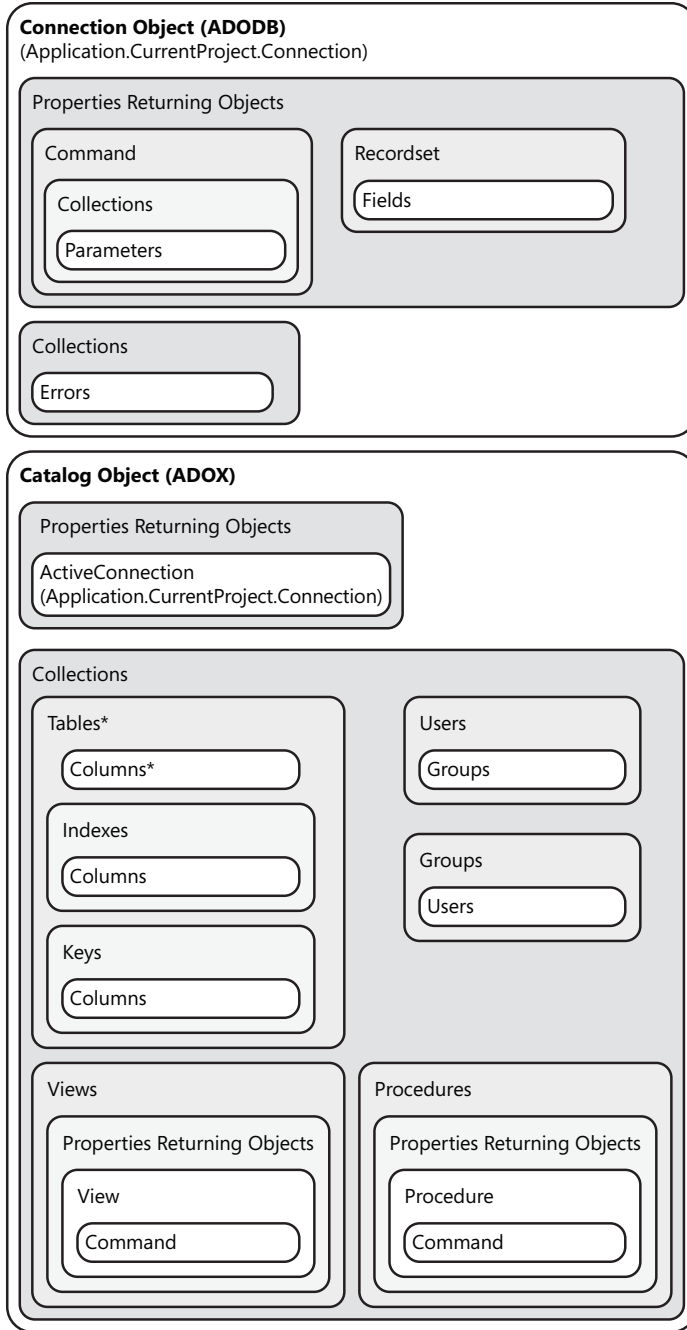 Connection Object (ADODB)
(Application.CurrentProject.Connection)
Properties Returning Objects
Command
Collections
Parameters
Recordset
Fields
Collections
Errors
Catalog Object (ADOX)
Properties Returning Objects
ActiveConnection
(Application.CurrentProject.Connection)
Collections
Tables*
Columns*
Indexes
Columns
Keys
Columns
Users
Groups
Groups
Users
Views
Properties Returning Objects
View
Command
Procedures
Properties Returning Objects
Procedure
Command